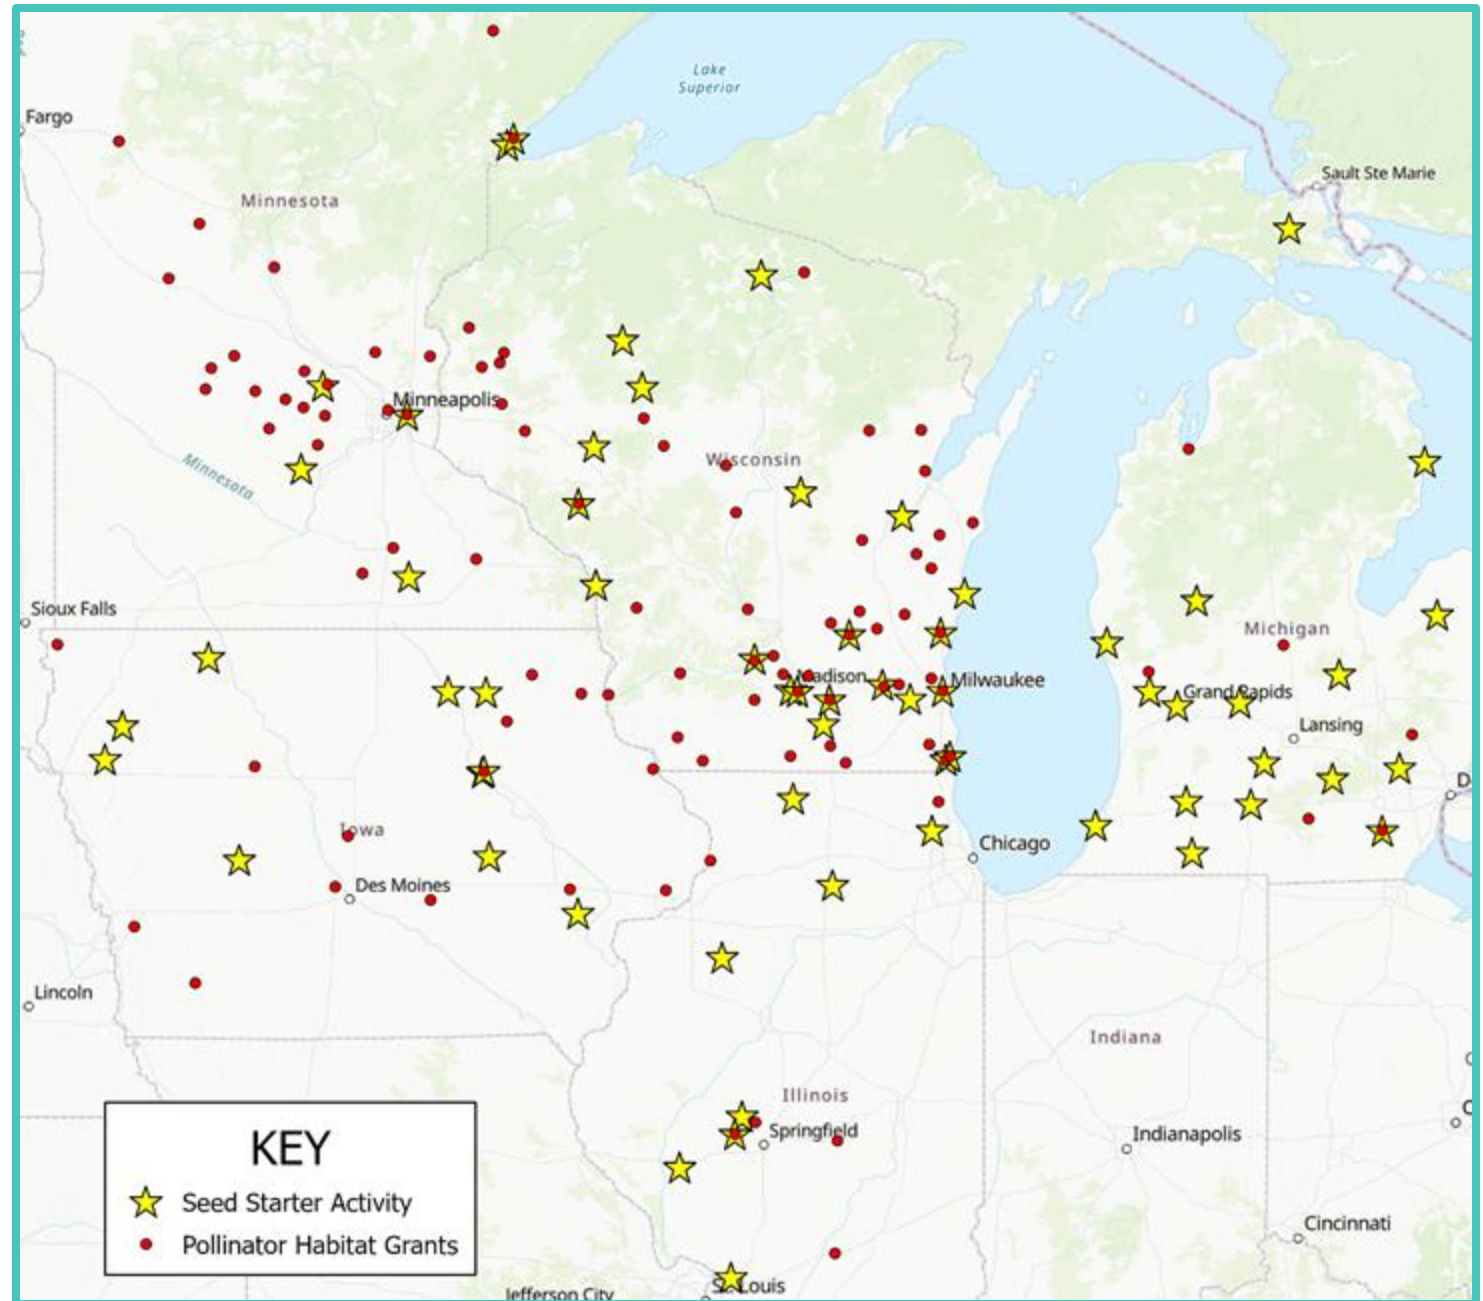 Lake
Superior
Fargo
Sault Ste Marie
Minnesota
Minneapolis
Wisconsin
Minnesota
Sioux Falls
Michigan
Madison
Milwaukee
Grand Rapids
Lansing
D
Iowa
Chicago
Des Moines
Lincoln
Indiana
Illinois
C
Springfield
Indianapolis
KEY
Seed Starter Activity
Pollinator Habitat Grants
Cincinnati
St. Louis
Jefferson City